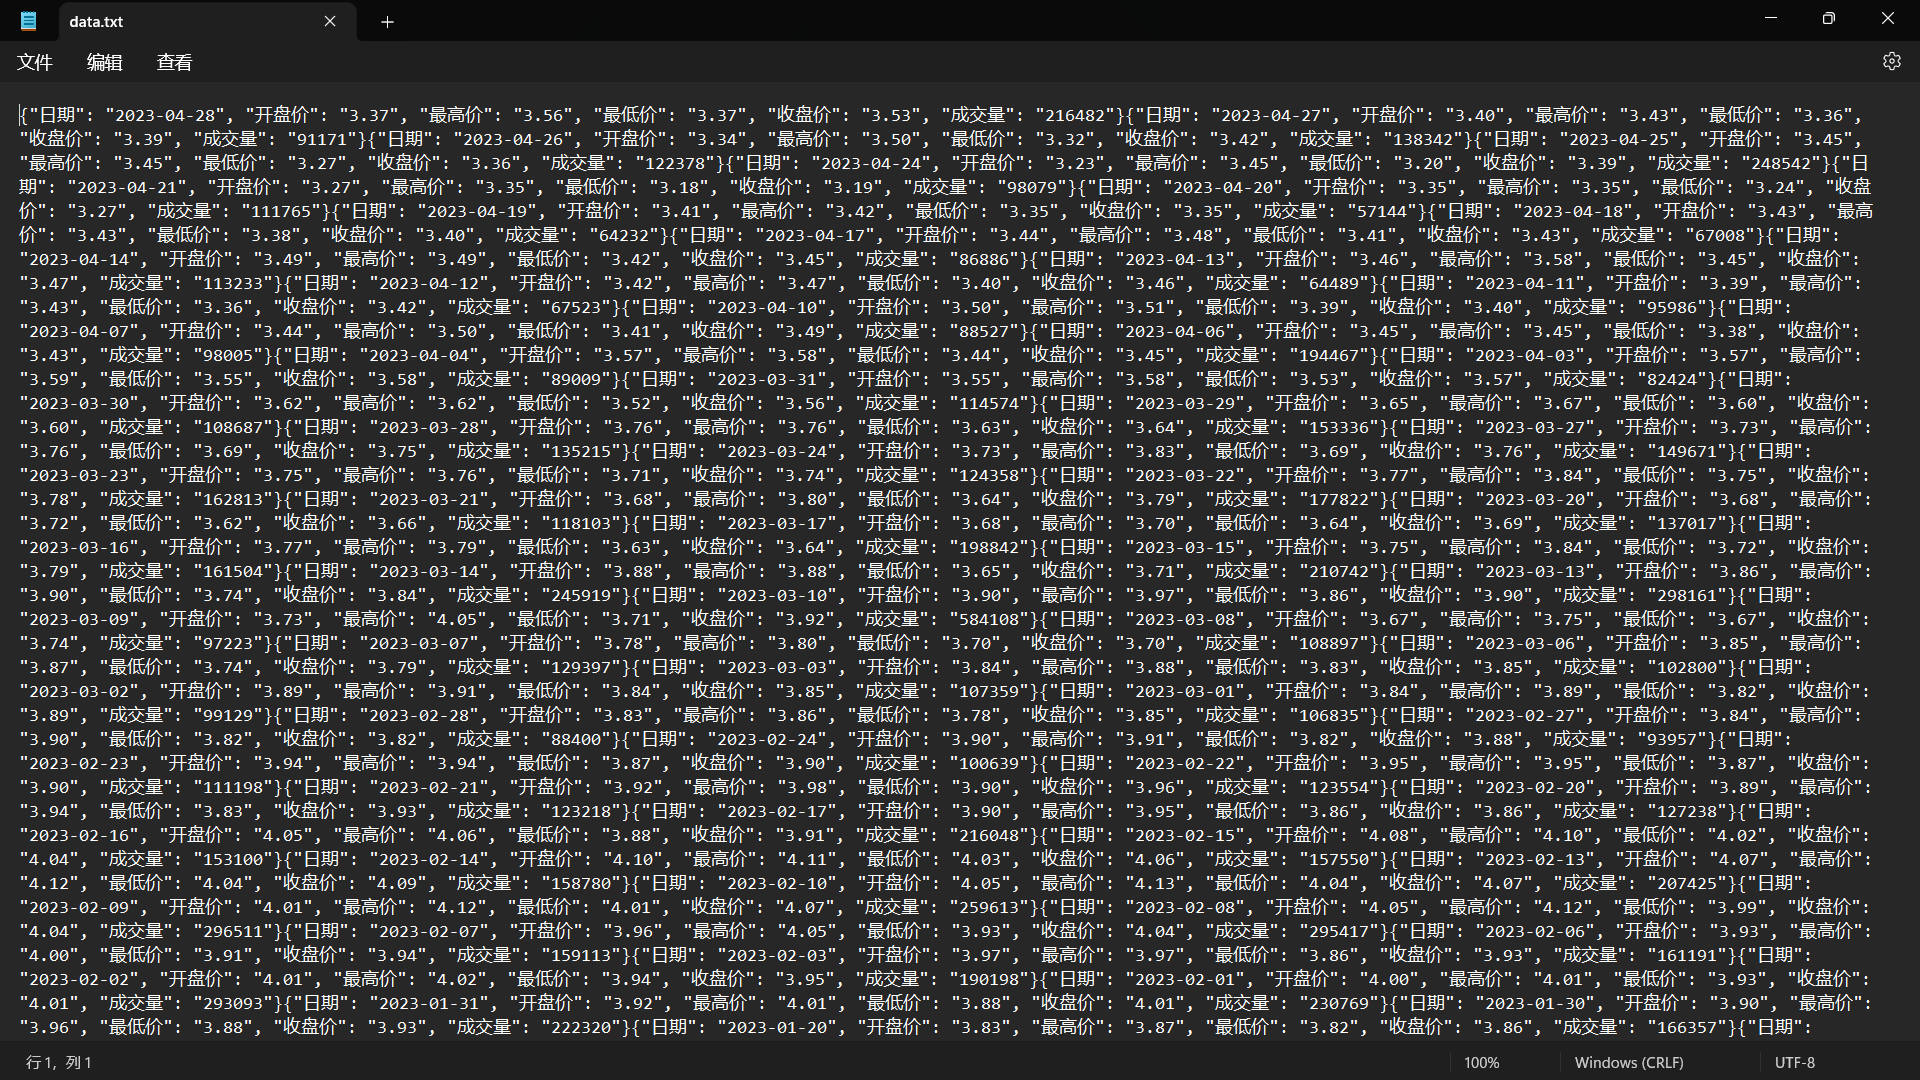 data.txt
文件 编辑 查看
{"日期": "2023-04-28", "开盘价": "3.37", "最高价": "3.56", "最低价": "3.37", "收盘价": "3.53", "成交量": "216482"}{"日期": "2023-04-27", "开盘价": "3.40", "最高价": "3.43", "最低价": "3.36",
"收盘价": "3.39", "成交量": "91171"}{"日期": "2023-04-26", "开盘价": "3.34", "最高价": "3.50", "最低价": "3.32", "收盘价": "3.42", "成交量": "138342"}{"日期": "2023-04-25", "开盘价": "3.45",
"最高价": "3.45", "最低价": "3.27", "收盘价": "3.36", "成交量": "122378"}{"日期": "2023-04-24", "开盘价": "3.23", "最高价": "3.45", "最低价": "3.20", "收盘价": "3.39", "成交量": "248542"}{"日
期": "2023-04-21", "开盘价": "3.27", "最高价": "3.35", "最低价": "3.18", "收盘价": "3.19", "成交量": "98079"}{"日期": "2023-04-20", "开盘价": "3.35", "最高价": "3.35", "最低价": "3.24", "收盘
价": "3.27", "成交量": "111765"}{"日期": "2023-04-19", "开盘价": "3.41", "最高价": "3.42", "最低价": "3.35", "收盘价": "3.35", "成交量": "57144"}{"日期": "2023-04-18", "开盘价": "3.43", "最高
价": "3.43", "最低价": "3.38", "收盘价": "3.40", "成交量": "64232"}{"日期": "2023-04-17", "开盘价": "3.44", "最高价": "3.48", "最低价": "3.41", "收盘价": "3.43", "成交量": "67008"}{"日期":
"2023-04-14", "开盘价": "3.49", "最高价": "3.49", "最低价": "3.42", "收盘价": "3.45", "成交量": "86886"}{"日期": "2023-04-13", "开盘价": "3.46", "最高价": "3.58", "最低价": "3.45", "收盘价":
"3.47", "成交量": "113233"}{"日期": "2023-04-12", "开盘价": "3.42", "最高价": "3.47", "最低价": "3.40", "收盘价": "3.46", "成交量": "64489"}{"日期": "2023-04-11", "开盘价": "3.39", "最高价":
"3.43", "最低价": "3.36", "收盘价": "3.42", "成交量": "67523"}{"日期": "2023-04-10", "开盘价": "3.50", "最高价": "3.51", "最低价": "3.39", "收盘价": "3.40", "成交量": "95986"}{"日期":
"2023-04-07", "开盘价": "3.44", "最高价": "3.50", "最低价": "3.41", "收盘价": "3.49", "成交量": "88527"}{"日期": "2023-04-06", "开盘价": "3.45", "最高价": "3.45", "最低价": "3.38", "收盘价":
"3.43", "成交量": "98005"}{"日期": "2023-04-04", "开盘价": "3.57", "最高价": "3.58", "最低价": "3.44", "收盘价": "3.45", "成交量": "194467"}{"日期": "2023-04-03", "开盘价": "3.57", "最高价":
"3.59", "最低价": "3.55", "收盘价": "3.58", "成交量": "89009"}{"日期": "2023-03-31", "开盘价": "3.55", "最高价": "3.58", "最低价": "3.53", "收盘价": "3.57", "成交量": "82424"}{"日期":
"2023-03-30", "开盘价": "3.62", "最高价": "3.62", "最低价": "3.52", "收盘价": "3.56", "成交量": "114574"}{"日期": "2023-03-29", "开盘价": "3.65", "最高价": "3.67", "最低价": "3.60", "收盘价":
"3.60", "成交量": "108687"}{"日期": "2023-03-28", "开盘价": "3.76", "最高价": "3.76", "最低价": "3.63", "收盘价": "3.64", "成交量": "153336"}{"日期": "2023-03-27", "开盘价": "3.73", "最高价":
"3.76", "最低价": "3.69", "收盘价": "3.75", "成交量": "135215"}{"日期": "2023-03-24", "开盘价": "3.73", "最高价": "3.83", "最低价": "3.69", "收盘价": "3.76", "成交量": "149671"}{"日期":
"2023-03-23", "开盘价": "3.75", "最高价": "3.76", "最低价": "3.71", "收盘价": "3.74", "成交量": "124358"}{"日期": "2023-03-22", "开盘价": "3.77", "最高价": "3.84", "最低价": "3.75", "收盘价":
"3.78", "成交量": "162813"}{"日期": "2023-03-21", "开盘价": "3.68", "最高价": "3.80", "最低价": "3.64", "收盘价": "3.79", "成交量": "177822"}{"日期": "2023-03-20", "开盘价": "3.68", "最高价":
"3.72", "最低价": "3.62", "收盘价": "3.66", "成交量": "118103"}{"日期": "2023-03-17", "开盘价": "3.68", "最高价": "3.70", "最低价": "3.64", "收盘价": "3.69", "成交量": "137017"}{"日期":
"2023-03-16", "开盘价": "3.77", "最高价": "3.79", "最低价": "3.63", "收盘价": "3.64", "成交量": "198842"}{"日期": "2023-03-15", "开盘价": "3.75", "最高价": "3.84", "最低价": "3.72", "收盘价":
"3.79", "成交量": "161504"}{"日期": "2023-03-14", "开盘价": "3.88", "最高价": "3.88", "最低价": "3.65", "收盘价": "3.71", "成交量": "210742"}{"日期": "2023-03-13", "开盘价": "3.86", "最高价":
"3.90", "最低价": "3.74", "收盘价": "3.84", "成交量": "245919"}{"日期": "2023-03-10", "开盘价": "3.90", "最高价": "3.97", "最低价": "3.86", "收盘价": "3.90", "成交量": "298161"}{"日期":
"2023-03-09", "开盘价": "3.73", "最高价": "4.05", "最低价": "3.71", "收盘价": "3.92", "成交量": "584108"}{"日期": "2023-03-08", "开盘价": "3.67", "最高价": "3.75", "最低价": "3.67", "收盘价":
"3.74", "成交量": "97223"}{"日期": "2023-03-07", "开盘价": "3.78", "最高价": "3.80", "最低价": "3.70", "收盘价": "3.70", "成交量": "108897"}{"日期": "2023-03-06", "开盘价": "3.85", "最高价":
"3.87", "最低价": "3.74", "收盘价": "3.79", "成交量": "129397"}{"日期": "2023-03-03", "开盘价": "3.84", "最高价": "3.88", "最低价": "3.83", "收盘价": "3.85", "成交量": "102800"}{"日期":
"2023-03-02", "开盘价": "3.89", "最高价": "3.91", "最低价": "3.84", "收盘价": "3.85", "成交量": "107359"}{"日期": "2023-03-01", "开盘价": "3.84", "最高价": "3.89", "最低价": "3.82", "收盘价":
"3.89", "成交量": "99129"}{"日期": "2023-02-28", "开盘价": "3.83", "最高价": "3.86", "最低价": "3.78", "收盘价": "3.85", "成交量": "106835"}{"日期": "2023-02-27", "开盘价": "3.84", "最高价":
"3.90", "最低价": "3.82", "收盘价": "3.82", "成交量": "88400"}{"日期": "2023-02-24", "开盘价": "3.90", "最高价": "3.91", "最低价": "3.82", "收盘价": "3.88", "成交量": "93957"}{"日期":
"2023-02-23", "开盘价": "3.94", "最高价": "3.94", "最低价": "3.87", "收盘价": "3.90", "成交量": "100639"}{"日期": "2023-02-22", "开盘价": "3.95", "最高价": "3.95", "最低价": "3.87", "收盘价":
"3.90", "成交量": "111198"}{"日期": "2023-02-21", "开盘价": "3.92", "最高价": "3.98", "最低价": "3.90", "收盘价": "3.96", "成交量": "123554"}{"日期": "2023-02-20", "开盘价": "3.89", "最高价":
"3.94", "最低价": "3.83", "收盘价": "3.93", "成交量": "123218"}{"日期": "2023-02-17", "开盘价": "3.90", "最高价": "3.95", "最低价": "3.86", "收盘价": "3.86", "成交量": "127238"}{"日期":
"2023-02-16", "开盘价": "4.05", "最高价": "4.06", "最低价": "3.88", "收盘价": "3.91", "成交量": "216048"}{"日期": "2023-02-15", "开盘价": "4.08", "最高价": "4.10", "最低价": "4.02", "收盘价":
"4.04", "成交量": "153100"}{"日期": "2023-02-14", "开盘价": "4.10", "最高价": "4.11", "最低价": "4.03", "收盘价": "4.06", "成交量": "157550"}{"日期": "2023-02-13", "开盘价": "4.07", "最高价":
"4.12", "最低价": "4.04", "收盘价": "4.09", "成交量": "158780"}{"日期": "2023-02-10", "开盘价": "4.05", "最高价": "4.13", "最低价": "4.04", "收盘价": "4.07", "成交量": "207425"}{"日期":
"2023-02-09", "开盘价": "4.01", "最高价": "4.12", "最低价": "4.01", "收盘价": "4.07", "成交量": "259613"}{"日期": "2023-02-08", "开盘价": "4.05", "最高价": "4.12", "最低价": "3.99", "收盘价":
"4.04", "成交量": "296511"}{"日期": "2023-02-07", "开盘价": "3.96", "最高价": "4.05", "最低价": "3.93", "收盘价": "4.04", "成交量": "295417"}{"日期": "2023-02-06", "开盘价": "3.93", "最高价":
"4.00", "最低价": "3.91", "收盘价": "3.94", "成交量": "159113"}{"日期": "2023-02-03", "开盘价": "3.97", "最高价": "3.97", "最低价": "3.86", "收盘价": "3.93", "成交量": "161191"}{"日期":
"2023-02-02", "开盘价": "4.01", "最高价": "4.02", "最低价": "3.94", "收盘价": "3.95", "成交量": "190198"}{"日期": "2023-02-01", "开盘价": "4.00", "最高价": "4.01", "最低价": "3.93", "收盘价":
"4.01", "成交量": "293093"}{"日期": "2023-01-31", "开盘价": "3.92", "最高价": "4.01", "最低价": "3.88", "收盘价": "4.01", "成交量": "230769"}{"日期": "2023-01-30", "开盘价": "3.90", "最高价":
"3.96", "最低价": "3.88", "收盘价": "3.93", "成交量": "222320"}{"日期": "2023-01-20", "开盘价": "3.83", "最高价": "3.87", "最低价": "3.82", "收盘价": "3.86", "成交量": "166357"}{"日期":
行 1，列 1 100% Windows (CRLF) UTF-8